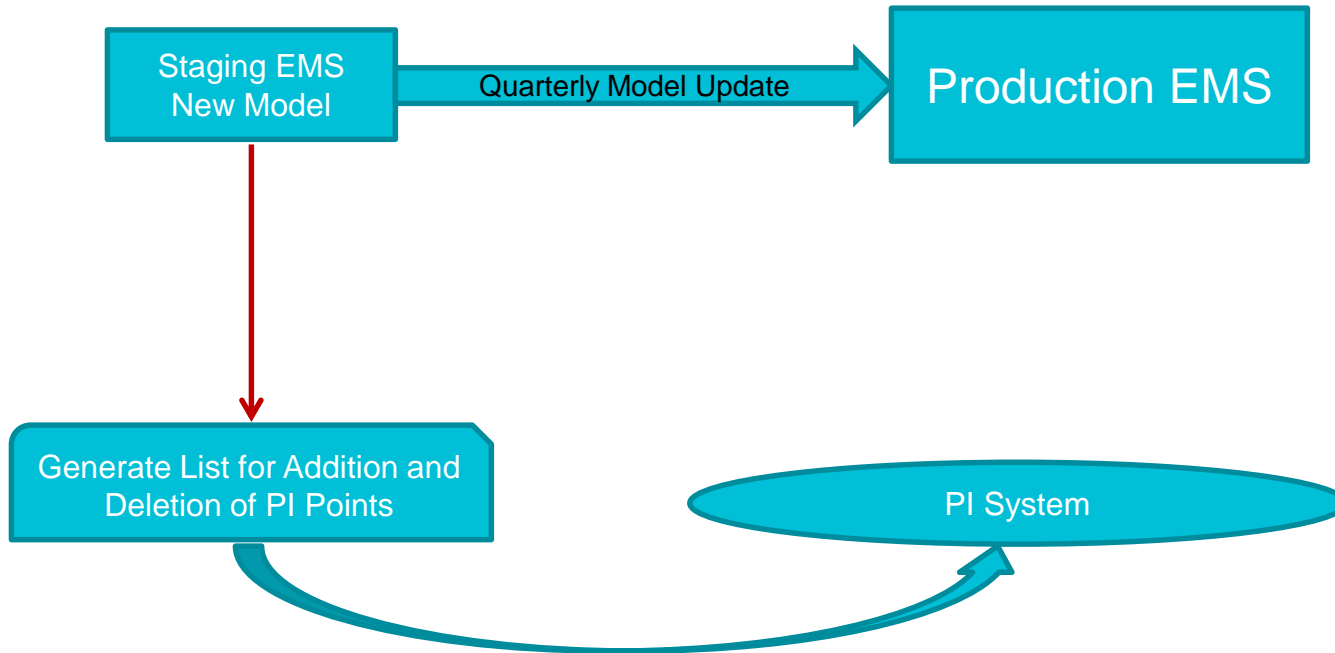 Staging EMS
New Model
Quarterly Model Update
Production EMS
Generate List for Addition and
Deletion of PI Points
PI System